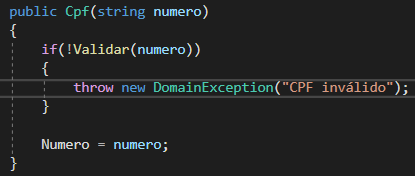 public Cpf(string numero)
{
    if(!Validar(numero))
    {
        throw new DomainException("CPF inválido");
    }

    Numero = numero;
}